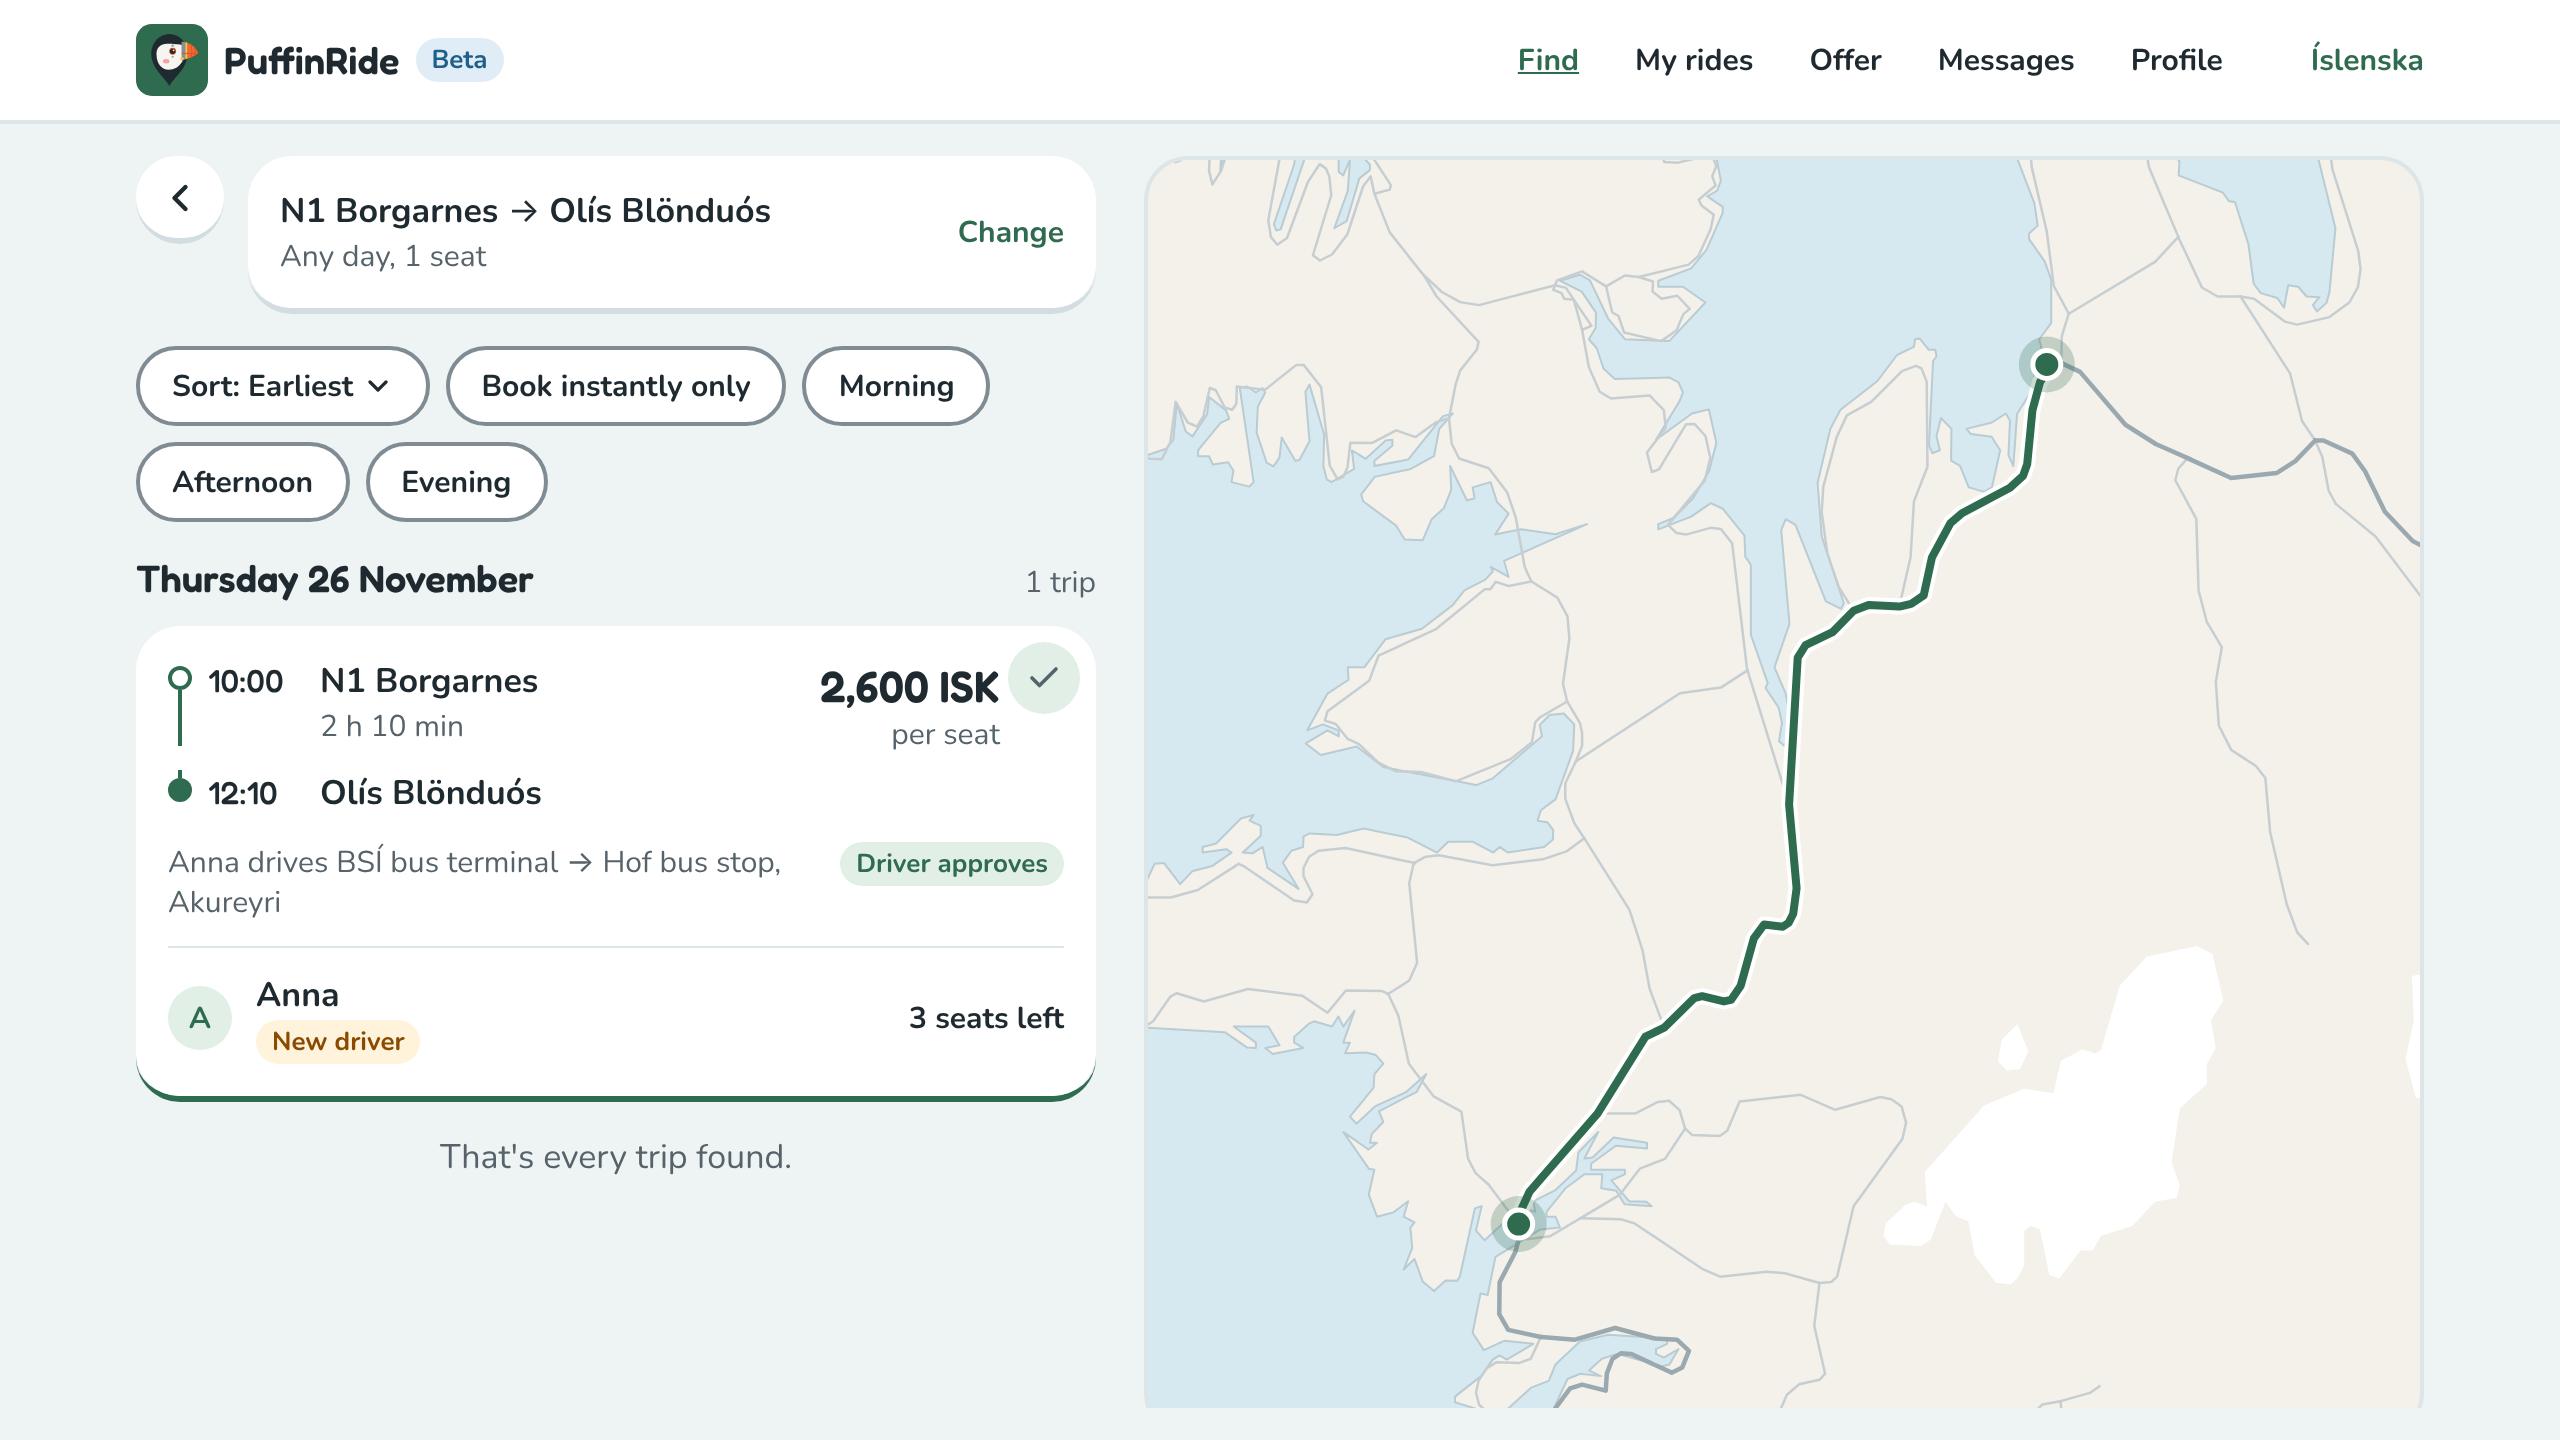 PuffinRide Beta
Find My rides Offer Messages Profile Íslenska
N1 Borgarnes → Olís Blönduós
Any day, 1 seat
Change
Sort: Earliest Book instantly only Morning
Afternoon Evening
Thursday 26 November 1 trip
10:00 N1 Borgarnes 2,600 ISK
2 h 10 min per seat
12:10 Olís Blönduós
Anna drives BSÍ bus terminal → Hof bus stop, Driver approves
Akureyri
A Anna
New driver
3 seats left
That's every trip found.